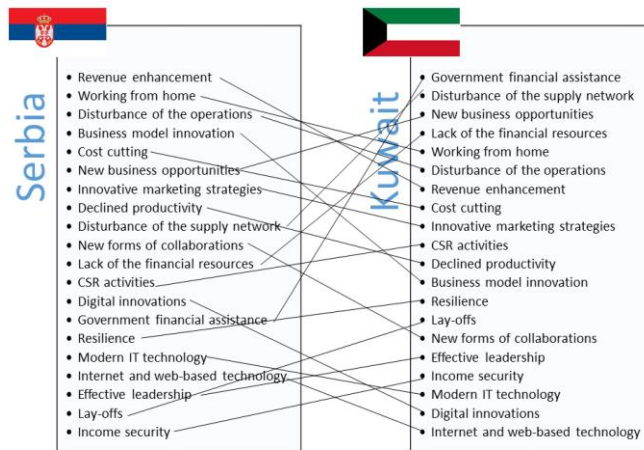 Serbia
• Revenue enhancement
• Working from home
• Disturbance of the operations
• Business model innovation
• Cost cutting
• New business opportunities
• Innovative marketing strategies
• Declined productivity
• Disturbance of the supply network
• New forms of collaborations
• Lack of the financial resources
• CSR activities
• Digital innovations
• Government financial assistance
• Resilience
• Modern IT technology
• Internet and web-based technology
• Effective leadership
• Lay-offs
• Income security
Kuwait
• Government financial assistance
• Disturbance of the supply network
• New business opportunities
• Lack of the financial resources
• Working from home
• Disturbance of the operations
• Revenue enhancement
• Cost cutting
• Innovative marketing strategies
• CSR activities
• Declined productivity
• Business model innovation
• Resilience
• Lay-offs
• New forms of collaborations
• Effective leadership
• Income security
• Modern IT technology
• Digital innovations
• Internet and web-based technology